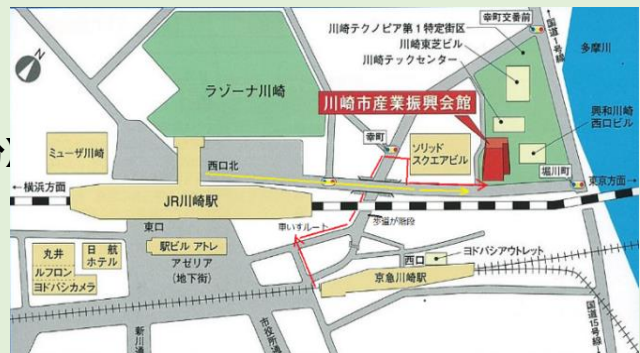 幸町交番前
国道1号線
川崎テクノピア第1特定街区
川崎東芝ビル
川崎テックセンター
多摩川
ラゾーナ川崎
川崎市産業振興会館
興和川崎
西口ビル
幸町
ソリッド
スクエアビル
ミューザ川崎
西口北
堀川町
←横浜方面
東京方面→
JR川崎駅
東口
車いすルート
歩道が階段
丸井
日航
ホテル
駅ビル アトレ
ルフロン
アゼリア
(地下街)
ヨドバシカメラ
西口
ヨドバシアウトレット
京急川崎駅
新川通
市役所通
国道15号線